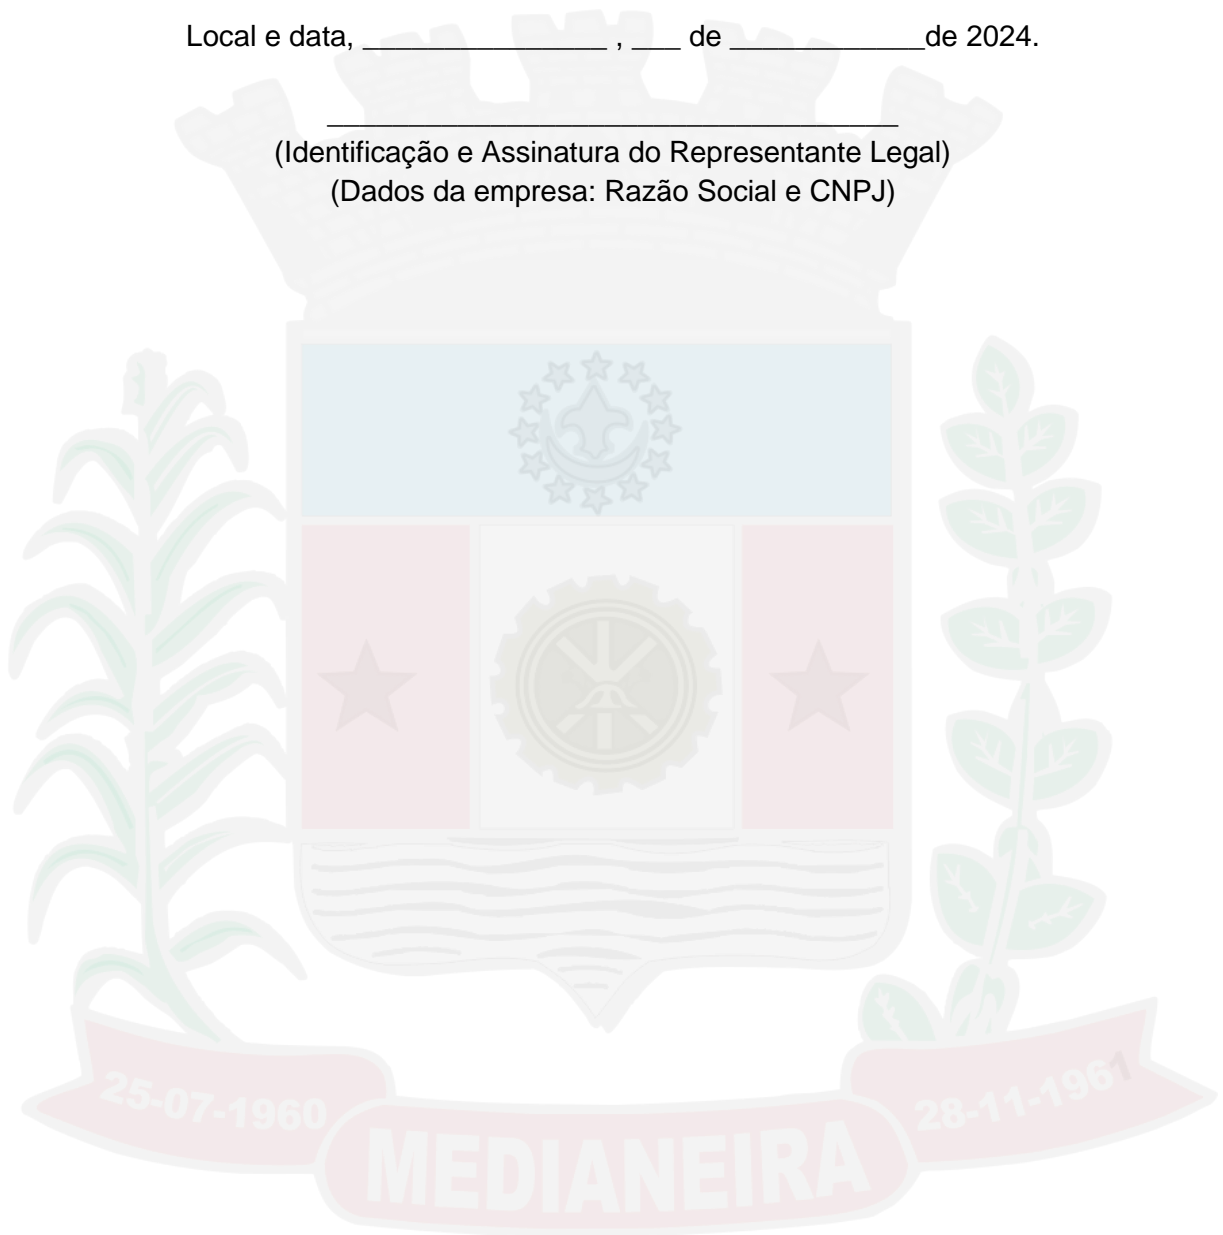 Local e data, _______________ , ___ de ____________de 2024.
___________________________________
(Identificação e Assinatura do Representante Legal)
(Dados da empresa: Razão Social e CNPJ)
25-07-1960
28-11-1961
MEDIANEIRA